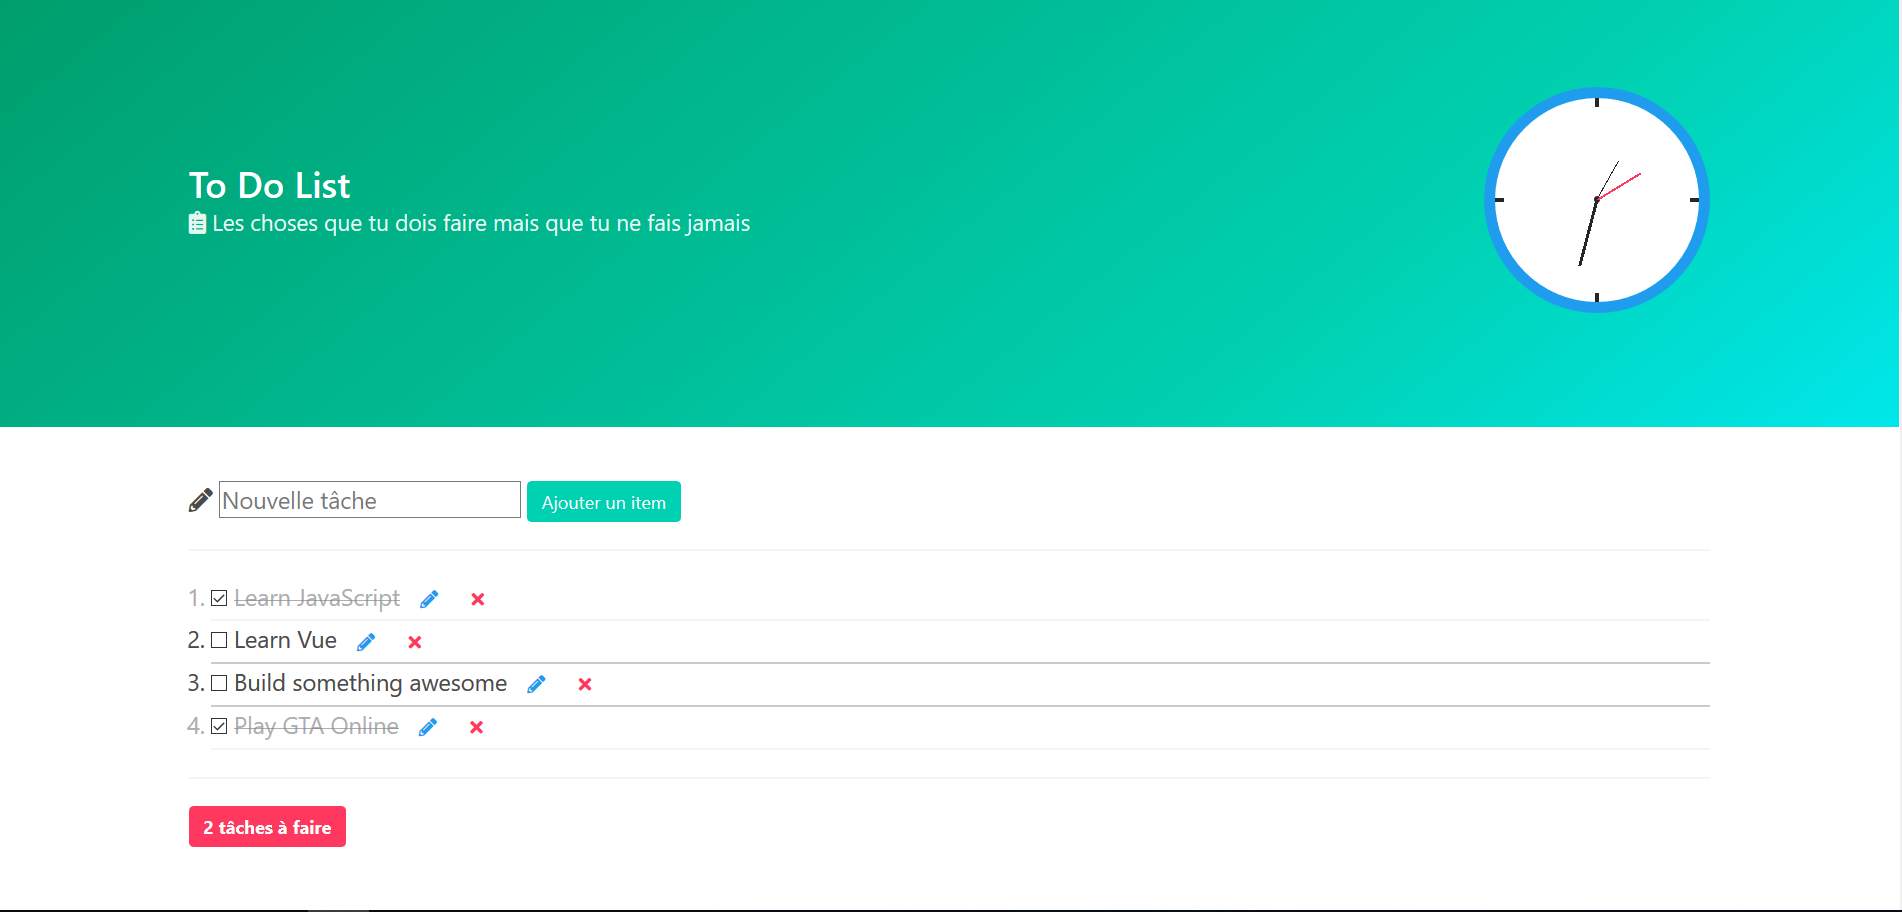 To Do List
Les choses que tu dois faire mais que tu ne fais jamais
Nouvelle tâche
Ajouter un item
1. Learn JavaScript
2. Learn Vue
3. Build something awesome
4. Play GTA Online
2 tâches à faire